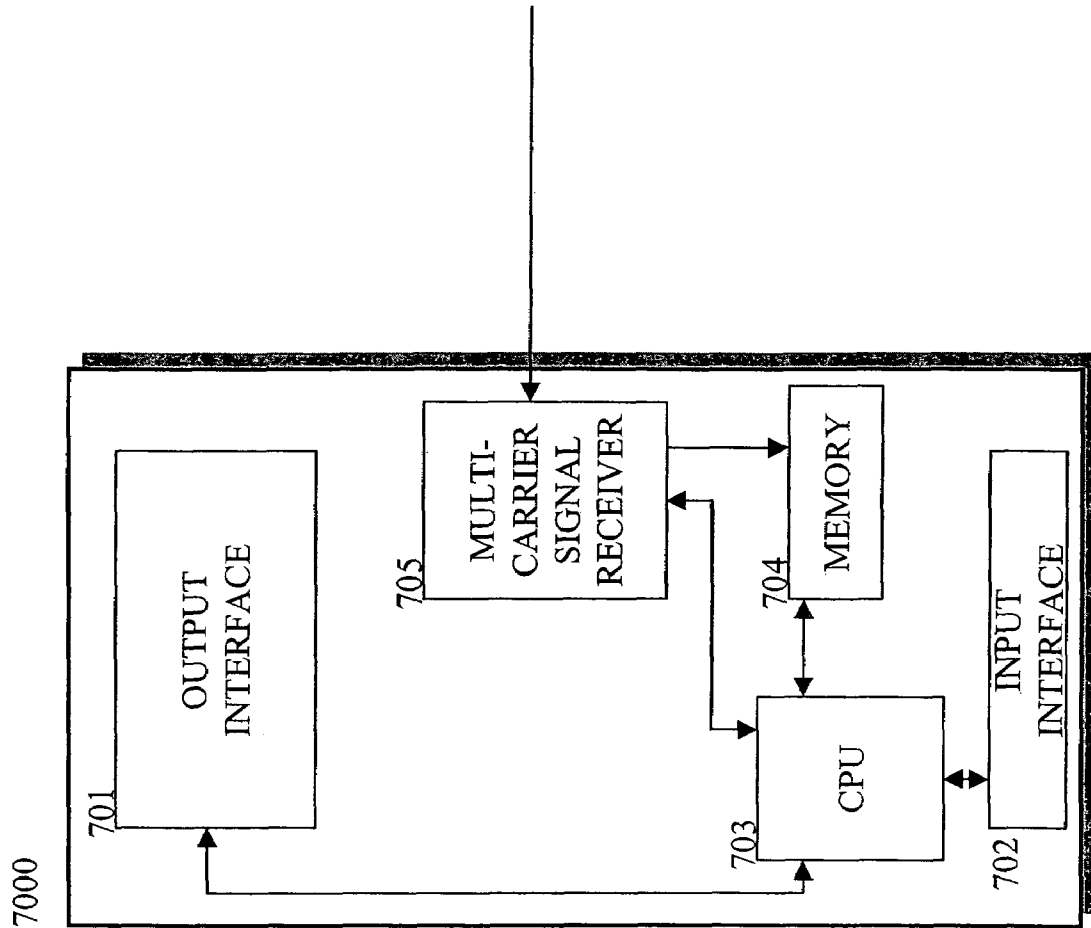 7000
701
OUTPUT
INTERFACE
705
MULTI-
CARRIER
SIGNAL
RECEIVER
703
CPU
704
MEMORY
702
INPUT
INTERFACE